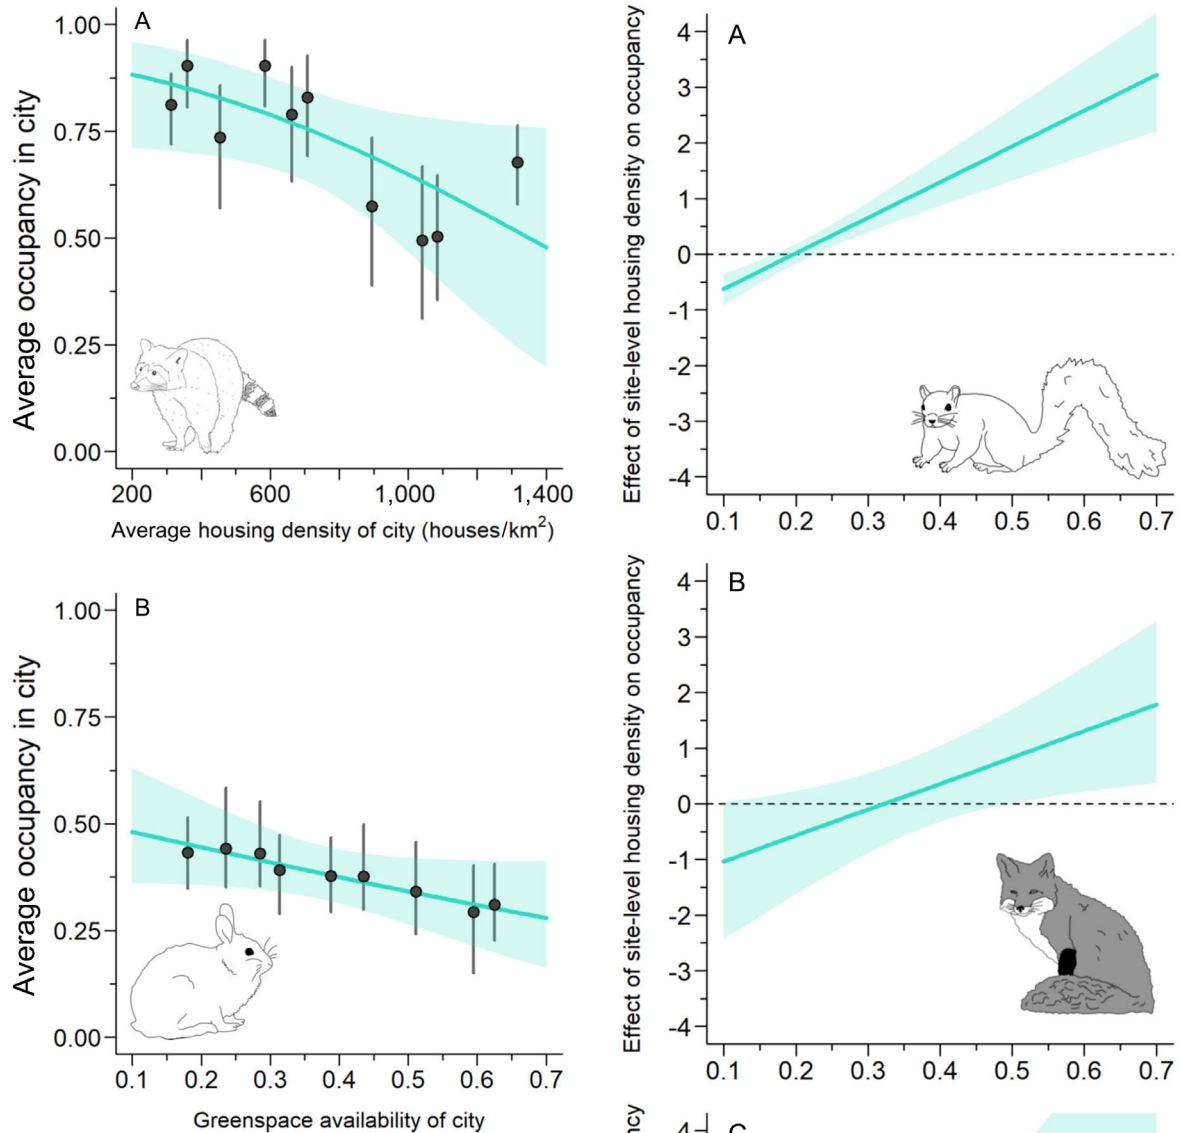 A
1.00
0.75
0.50
0.25
0.00
Average occupancy in city
200 600 1,000 1,400
Average housing density of city (houses/km²)
B
1.00
0.75
0.50
0.25
0.00
Average occupancy in city
0.1 0.2 0.3 0.4 0.5 0.6 0.7
Greenspace availability of city
A
4
3
2
1
0
-1
-2
-3
-4
Effect of site-level housing density on occupancy
0.1 0.2 0.3 0.4 0.5 0.6 0.7
B
4
3
2
1
0
-1
-2
-3
-4
Effect of site-level housing density on occupancy
0.1 0.2 0.3 0.4 0.5 0.6 0.7
4